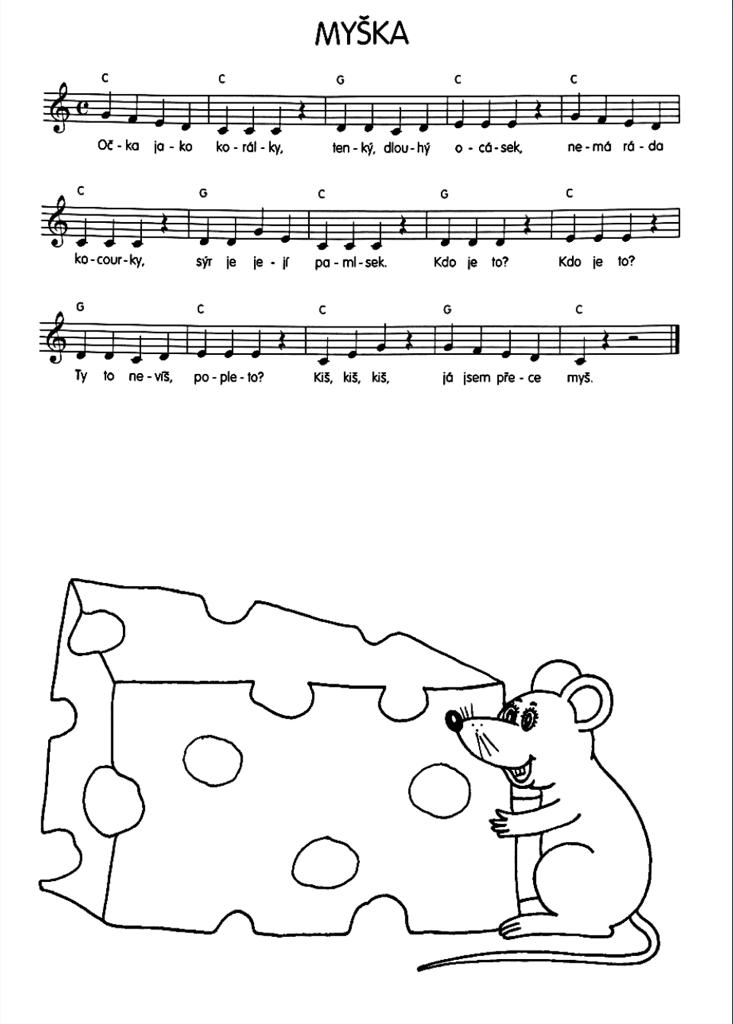 MYŠKA
C C G C C
Oč-ka ja-ko ko-rál-ky, ten-ký, dlou-hý o-cá-sek, ne-má rá-da
C G C G C
ko-cour-ky, sýr je je-jí pa-ml-sek. Kdo je to? Kdo je to?
G C C G C
Ty to ne-víš, po-ple-to? Kiš, kiš, kiš, já jsem pře-ce myš.